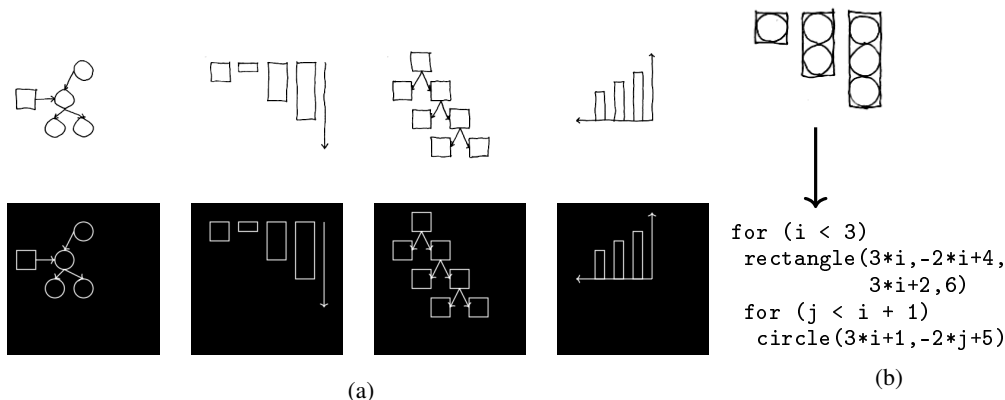 for (i < 3)
rectangle(3*i,-2*i+4,
3*i+2,6)
for (j < i + 1)
circle(3*i+1,-2*j+5)
(a)
(b)